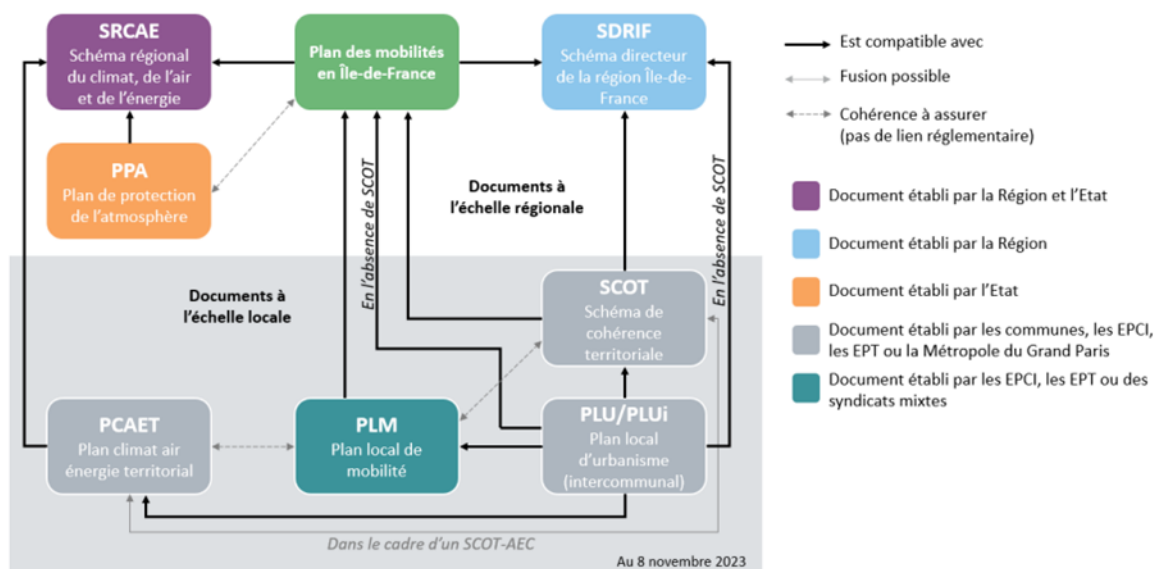 SRCAE
Schéma régional
du climat, de l'air
et de l'énergie
Plan des mobilités
en Île-de-France
SDRIF
Schéma directeur
de la région Île-de-
France
PPA
Plan de protection
de l'atmosphère
En l'absence de SCOT
Documents à
l'échelle régionale
En l'absence de SCOT
Documents à
l'échelle locale
SCOT
Schéma de
cohérence
territoriale
PCAET
Plan climat air
énergie territorial
PLM
Plan local de
mobilité
PLU/PLUi
Plan local
d'urbanisme
(intercommunal)
Dans le cadre d'un SCOT-AEC
Au 8 novembre 2023
Est compatible avec
Fusion possible
Cohérence à assurer
(pas de lien réglementaire)
Document établi par la Région et l'Etat
Document établi par la Région
Document établi par l'Etat
Document établi par les communes, les EPCI,
les EPT ou la Métropole du Grand Paris
Document établi par les EPCI, les EPT ou des
syndicats mixtes